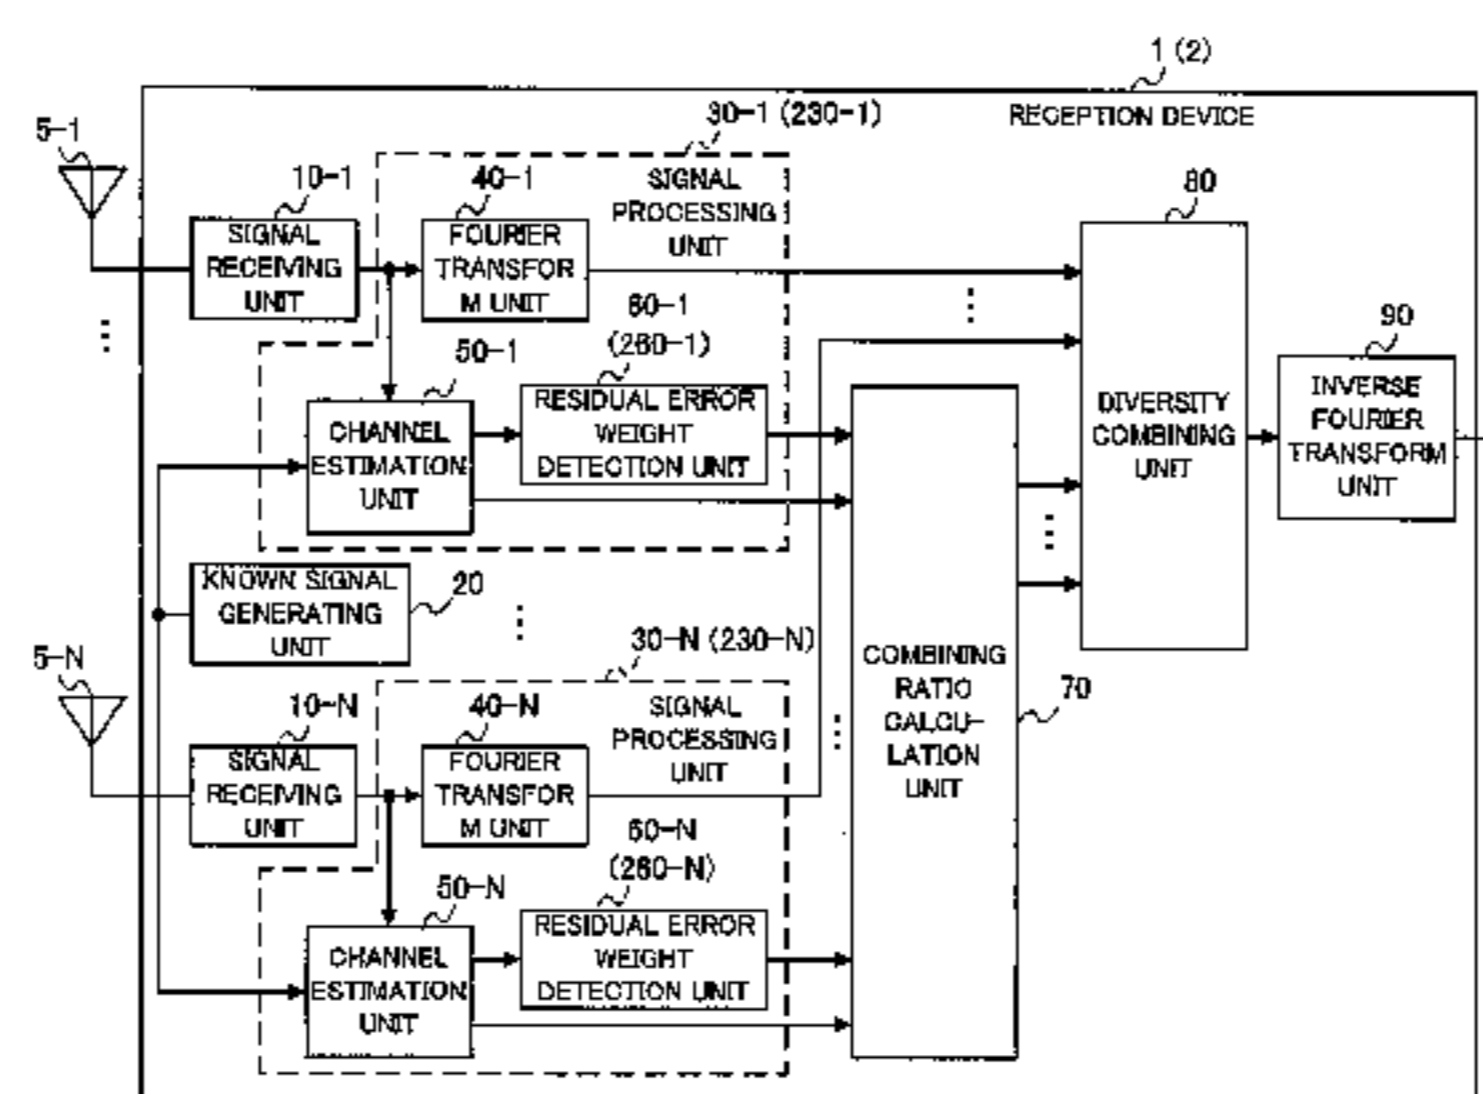 1 (2)
RECEPTION DEVICE
30-1 (230-1)
5-1
10-1
40-1
SIGNAL
PROCESSING
UNIT
80
SIGNAL
RECEIVING
UNIT
FOURIER
TRANSFOR
M UNIT
60-1
(260-1)
50-1
90
CHANNEL
ESTIMATION
UNIT
RESIDUAL ERROR
WEIGHT
DETECTION UNIT
DIVERSITY
COMBINING
UNIT
INVERSE
FOURIER
TRANSFORM
UNIT
KNOWN SIGNAL
GENERATING
UNIT
20
30-N (230-N)
5-N
10-N
40-N
SIGNAL
PROCESSING
UNIT
COMBINING
RATIO
CALCU-
LATION
UNIT
70
SIGNAL
RECEIVING
UNIT
FOURIER
TRANSFOR
M UNIT
60-N
(260-N)
50-N
CHANNEL
ESTIMATION
UNIT
RESIDUAL ERROR
WEIGHT
DETECTION UNIT